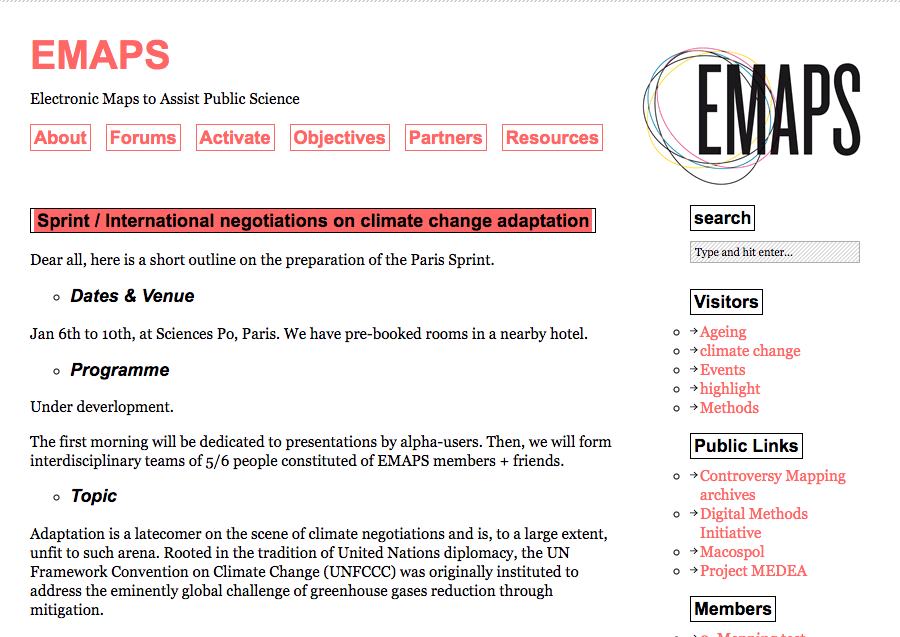 EMAPS
Electronic Maps to Assist Public Science
About Forums Activate Objectives Partners Resources
EMAPS
Sprint / International negotiations on climate change adaptation
Dear all, here is a short outline on the preparation of the Paris Sprint.
Dates & Venue
Jan 6th to 10th, at Sciences Po, Paris. We have pre-booked rooms in a nearby hotel.
Programme
Under deverlopment.
The first morning will be dedicated to presentations by alpha-users. Then, we will form
interdisciplinary teams of 5/6 people constituted of EMAPS members + friends.
Topic
Adaptation is a latecomer on the scene of climate negotiations and is, to a large extent,
unfit to such arena. Rooted in the tradition of United Nations diplomacy, the UN
Framework Convention on Climate Change (UNFCCC) was originally instituted to
address the eminently global challenge of greenhouse gases reduction through
mitigation.
search
Type and hit enter...
Visitors
→Ageing
→climate change
→Events
→highlight
→Methods
Public Links
→Controversy Mapping
archives
→Digital Methods
Initiative
→Macospol
→Project MEDEA
Members